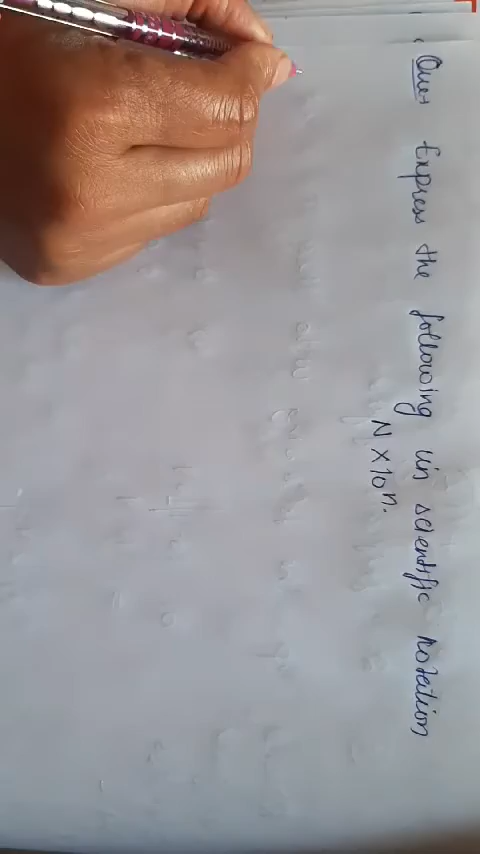 Ques Express the following in scientific notation
N×10ⁿ.